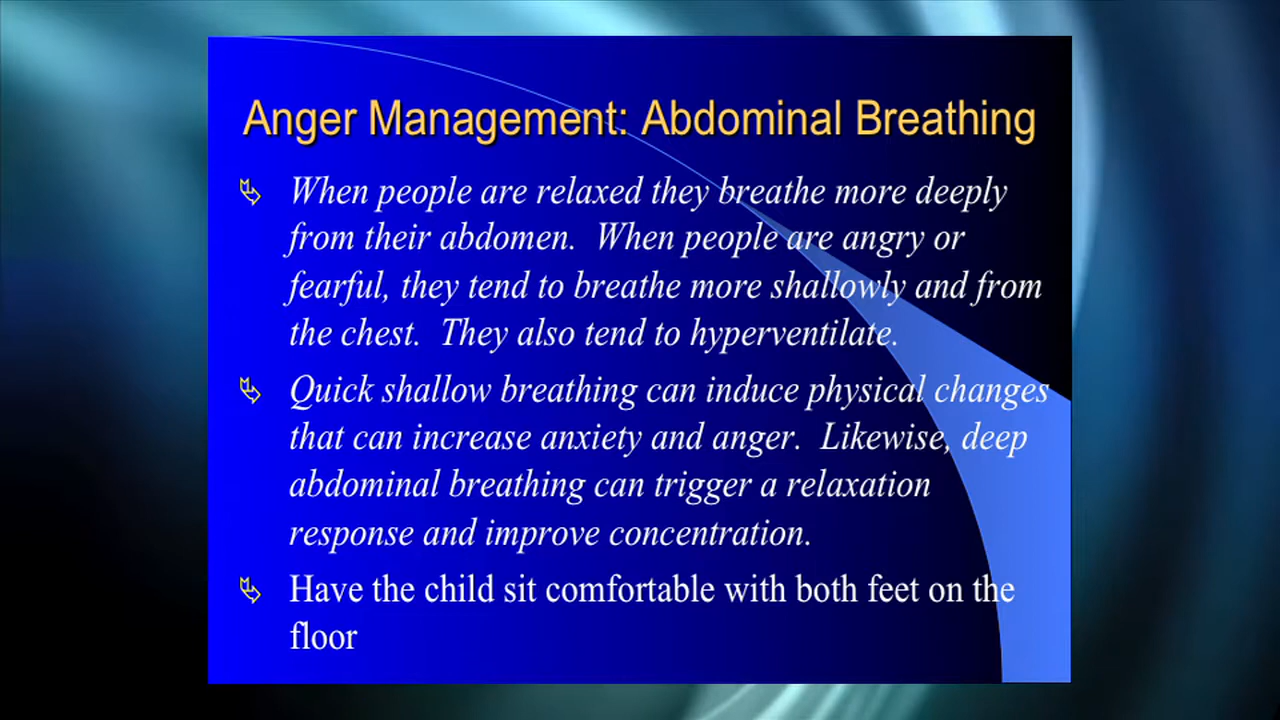 Anger Management: Abdominal Breathing
When people are relaxed they breathe more deeply
from their abdomen. When people are angry or
fearful, they tend to breathe more shallowly and from
the chest. They also tend to hyperventilate.
Quick shallow breathing can induce physical changes
that can increase anxiety and anger. Likewise, deep
abdominal breathing can trigger a relaxation
response and improve concentration.
Have the child sit comfortable with both feet on the
floor